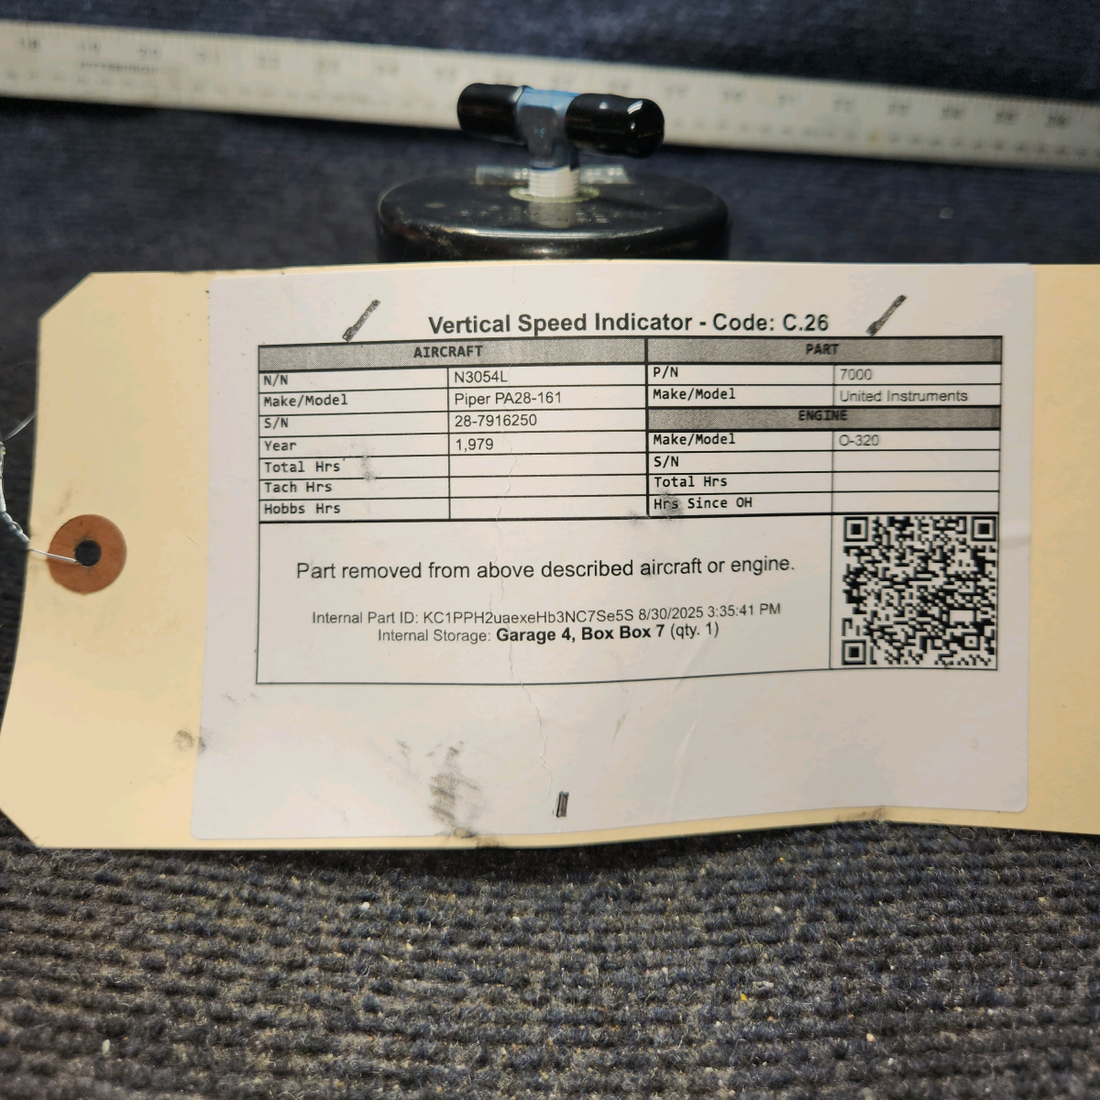 Vertical Speed Indicator - Code: C.26
AIRCRAFT
N/N N3054L
Make/Model Piper PA28-161
S/N 28-7916250
Year 1,979
Total Hrs
Tach Hrs
Hobbs Hrs
PART
P/N 7000
Make/Model United Instruments
ENGINE
Make/Model O-320
S/N
Total Hrs
Hrs Since OH
Part removed from above described aircraft or engine.
Internal Part ID: KC1PPH2uaexeHb3NC7Se5S 8/30/2025 3:35:41 PM
Internal Storage: Garage 4, Box Box 7 (qty. 1)